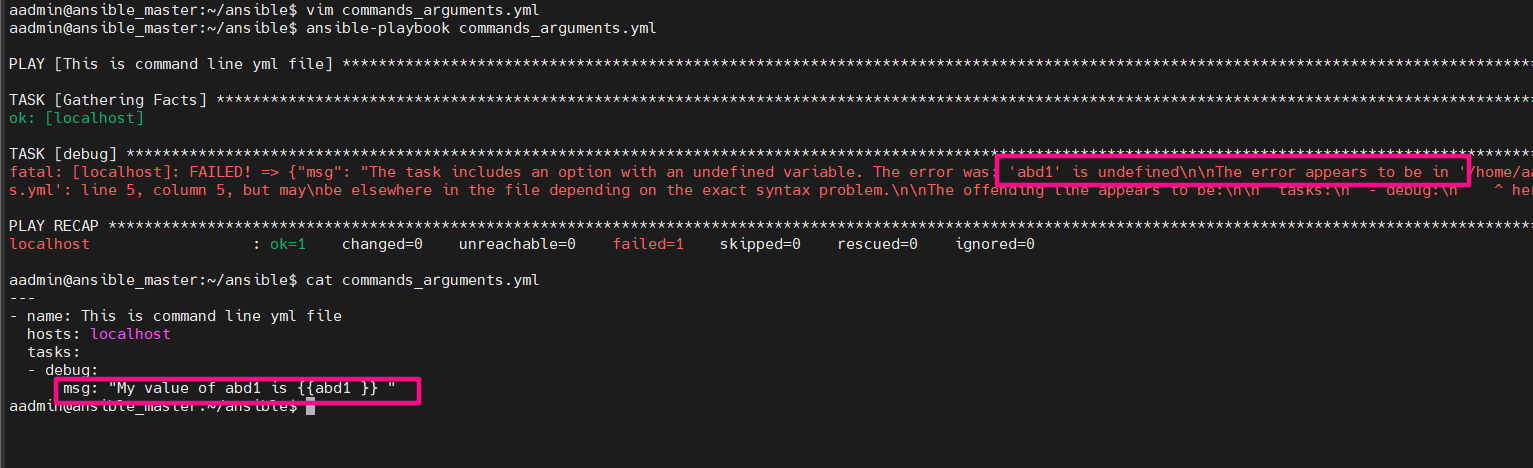 aadmin@ansible_master:~/ansible$ vim commands_arguments.yml
aadmin@ansible_master:~/ansible$ ansible-playbook commands_arguments.yml
PLAY [This is command line yml file] ****************************************************************************************************************************************
TASK [Gathering Facts] ******************************************************************************************************************************************************
ok: [localhost]
TASK [debug] ****************************************************************************************************************************************************************
fatal: [localhost]: FAILED! => {"msg": "The task includes an option with an undefined variable. The error was: 'abd1' is undefined\n\nThe error appears to be in '/home/aa
s.yml': line 5, column 5, but may\nbe elsewhere in the file depending on the exact syntax problem.\n\nThe offending line appears to be:\n\n  tasks:\n  - debug:\n    ^ her
PLAY RECAP ******************************************************************************************************************************************************************
localhost                  : ok=1    changed=0    unreachable=0    failed=1    skipped=0    rescued=0    ignored=0
aadmin@ansible_master:~/ansible$ cat commands_arguments.yml
---
- name: This is command line yml file
  hosts: localhost
  tasks:
  - debug:
      msg: "My value of abd1 is {{abd1 }} "
aadmin@ansible_master:~/ansible$